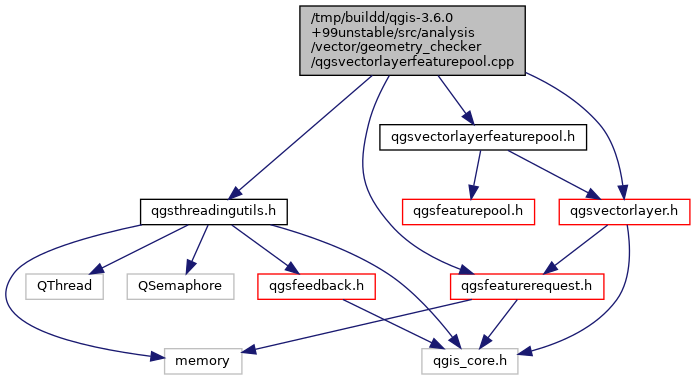 /tmp/buildd/qgis-3.6.0
+99unstable/src/analysis
/vector/geometry_checker
/qgsvectorlayerfeaturepool.cpp
qgsvectorlayerfeaturepool.h
qgsthreadingutils.h
qgsfeaturepool.h
qgsvectorlayer.h
QThread
QSemaphore
qgsfeedback.h
qgsfeaturerequest.h
memory
qgis_core.h